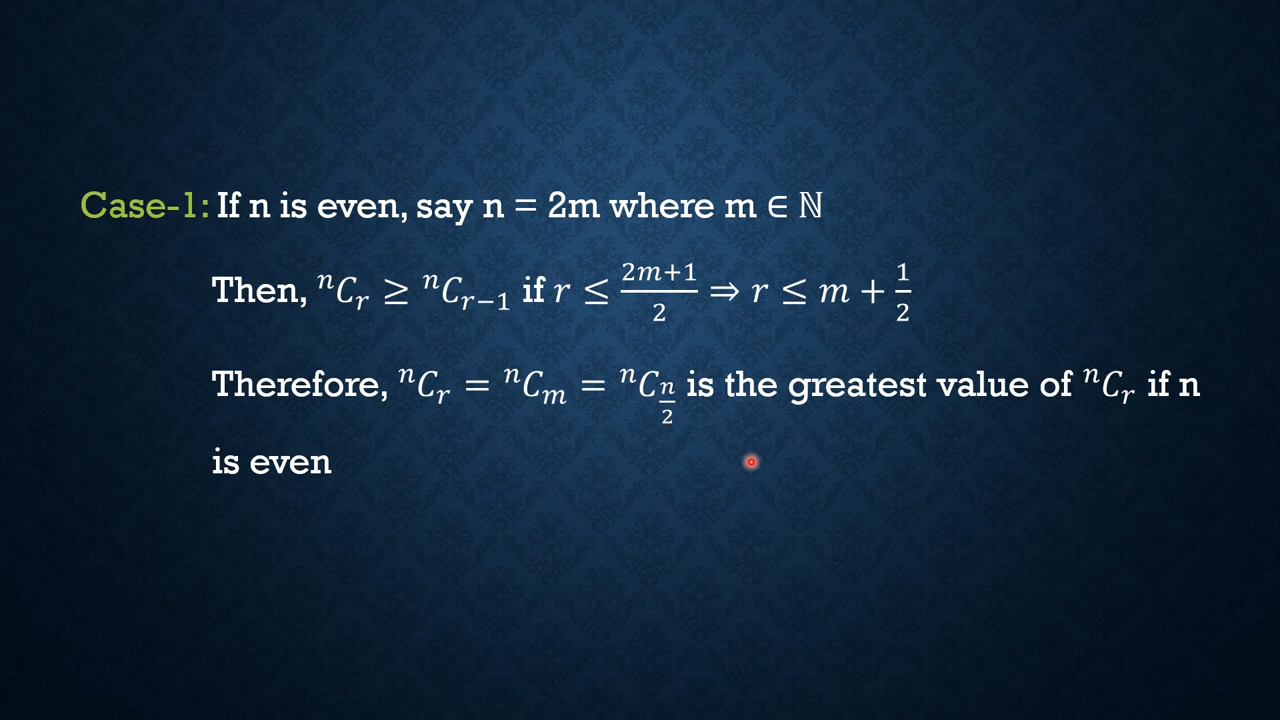 Case-1: If n is even, say n = 2m where m ∈ ℕ
Then, ⁿCᵣ ≥ ⁿCᵣ₋₁ if r ≤ (2m+1)/2 ⇒ r ≤ m + 1/2
Therefore, ⁿCᵣ = ⁿCₘ = ⁿC_(n/2) is the greatest value of ⁿCᵣ if n
is even